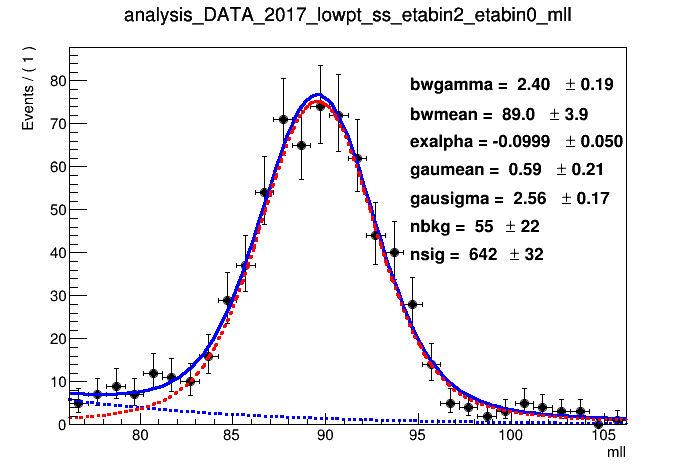 analysis_DATA_2017_lowpt_ss_etabin2_etabin0_mll
Events / ( 1 )
80
70
60
50
40
30
20
10
0
bwgamma = 2.40 ± 0.19
bwmean = 89.0 ± 3.9
exalpha = -0.0999 ± 0.050
gaumean = 0.59 ± 0.21
gausigma = 2.56 ± 0.17
nbkg = 55 ± 22
nsig = 642 ± 32
80 85 90 95 100 105
mll